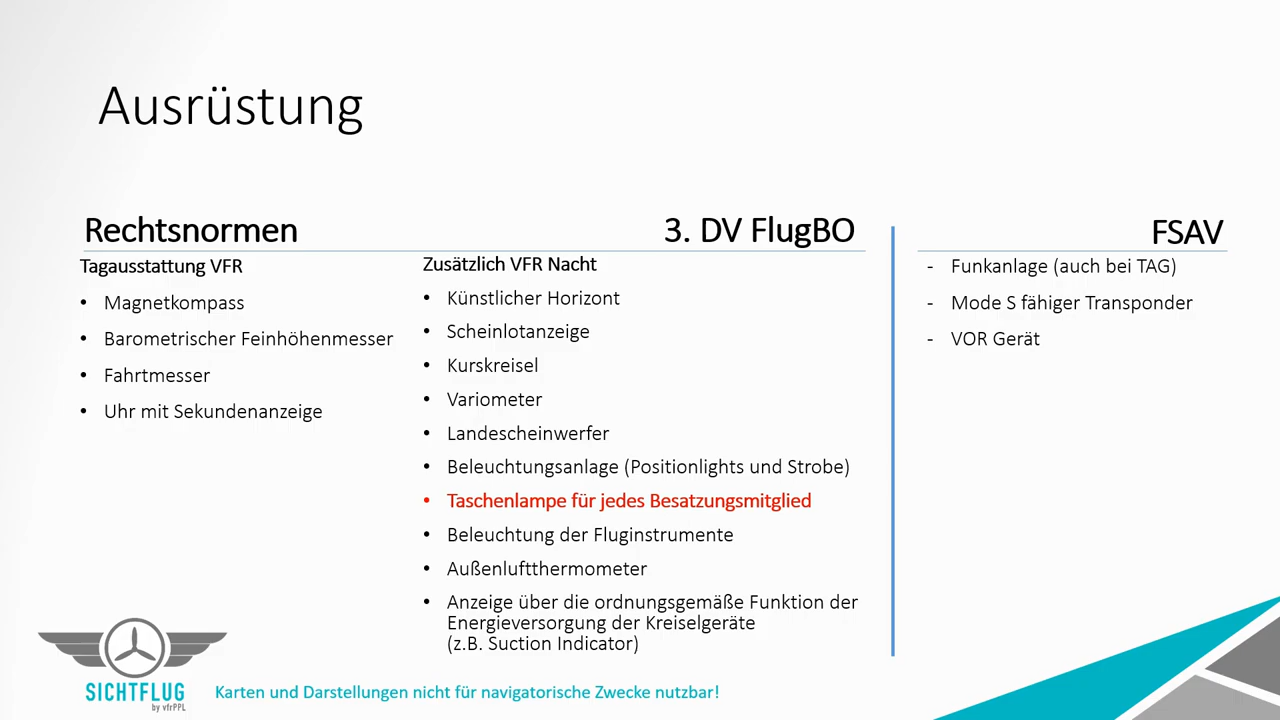 Ausrüstung
Rechtsnormen
3. DV FlugBO
Tagausstattung VFR
• Magnetkompass
• Barometrischer Feinhöhenmesser
• Fahrtmesser
• Uhr mit Sekundenanzeige
Zusätzlich VFR Nacht
• Künstlicher Horizont
• Scheinlotanzeige
• Kurskreisel
• Variometer
• Landescheinwerfer
• Beleuchtungsanlage (Positionlights und Strobe)
• Taschenlampe für jedes Besatzungsmitglied
• Beleuchtung der Fluginstrumente
• Außenluftthermometer
• Anzeige über die ordnungsgemäße Funktion der
Energieversorgung der Kreiselgeräte
(z.B. Suction Indicator)
FSAV
- Funkanlage (auch bei TAG)
- Mode S fähiger Transponder
- VOR Gerät
SICHTFLUG
by vfrPPL
Karten und Darstellungen nicht für navigatorische Zwecke nutzbar!